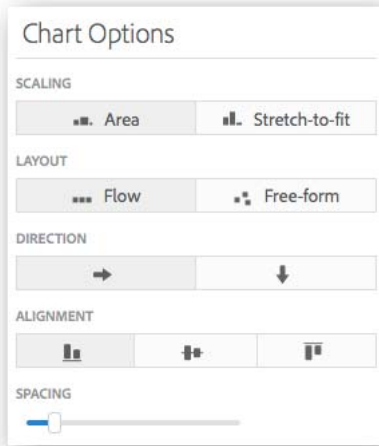 Chart Options
SCALING
Area Stretch-to-fit
LAYOUT
Flow Free-form
DIRECTION
ALIGNMENT
SPACING